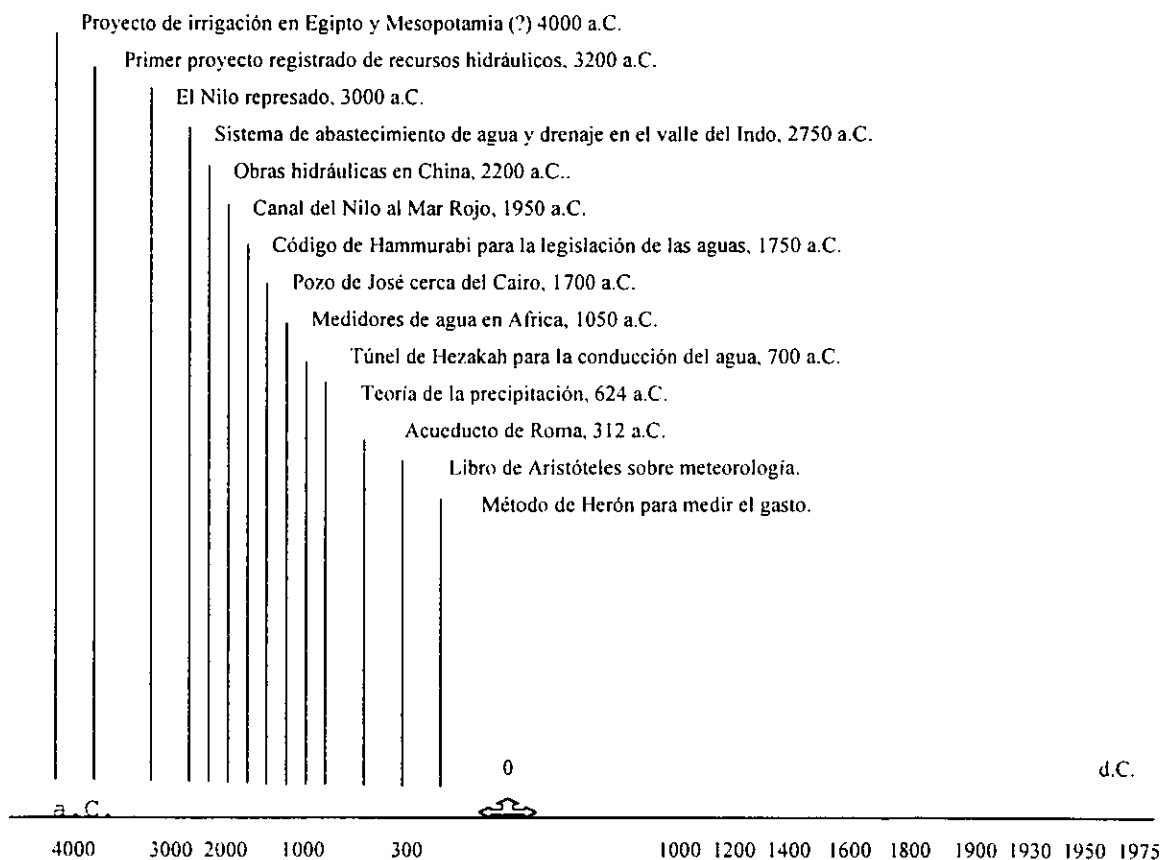 Proyecto de irrigación en Egipto y Mesopotamia (?) 4000 a.C.
Primer proyecto registrado de recursos hidráulicos, 3200 a.C.
El Nilo represado, 3000 a.C.
Sistema de abastecimiento de agua y drenaje en el valle del Indo, 2750 a.C.
Obras hidráulicas en China, 2200 a.C..
Canal del Nilo al Mar Rojo, 1950 a.C.
Código de Hammurabi para la legislación de las aguas, 1750 a.C.
Pozo de José cerca del Cairo, 1700 a.C.
Medidores de agua en Africa, 1050 a.C.
Túnel de Hezakah para la conducción del agua, 700 a.C.
Teoría de la precipitación, 624 a.C.
Acueducto de Roma, 312 a.C.
Libro de Aristóteles sobre meteorología.
Método de Herón para medir el gasto.
0 d.C.
a.C.
4000 3000 2000 1000 300 1000 1200 1400 1600 1800 1900 1930 1950 1975